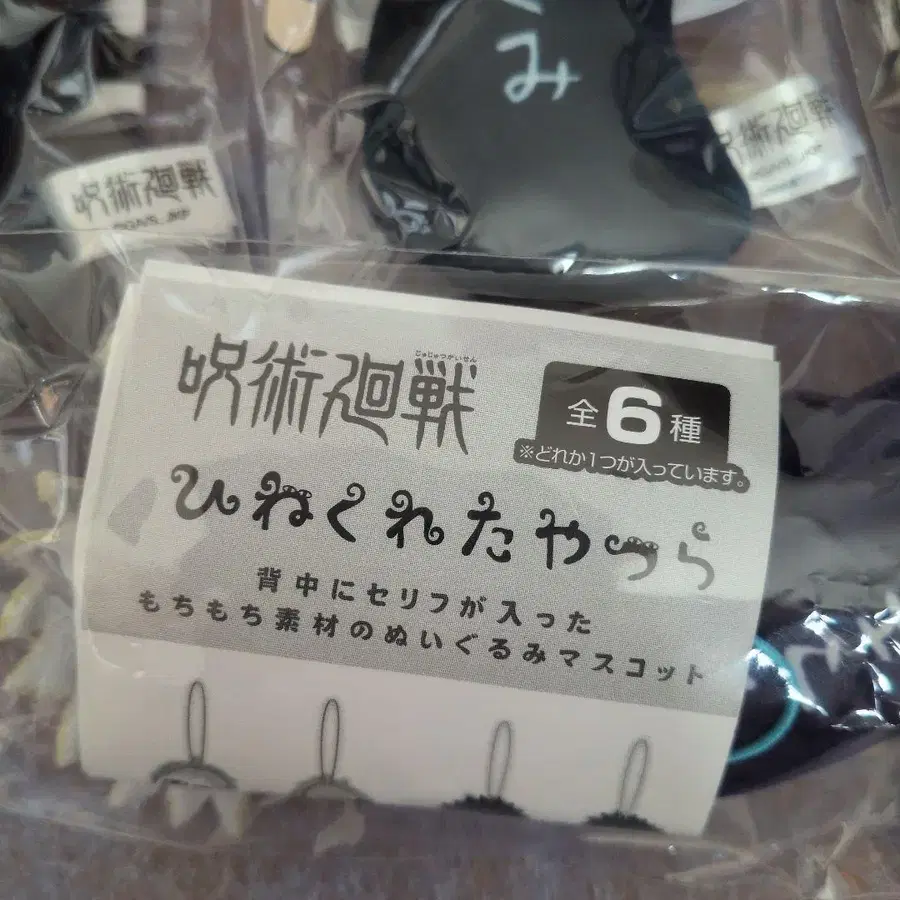 み
呪術廻戦
呪術廻戦
じゅじゅつかいせん
呪術廻戦
全6種
※どれか1つが入っています。
ひねくれたやつら
背中にセリフが入った
もちもち素材のぬいぐるみマスコット